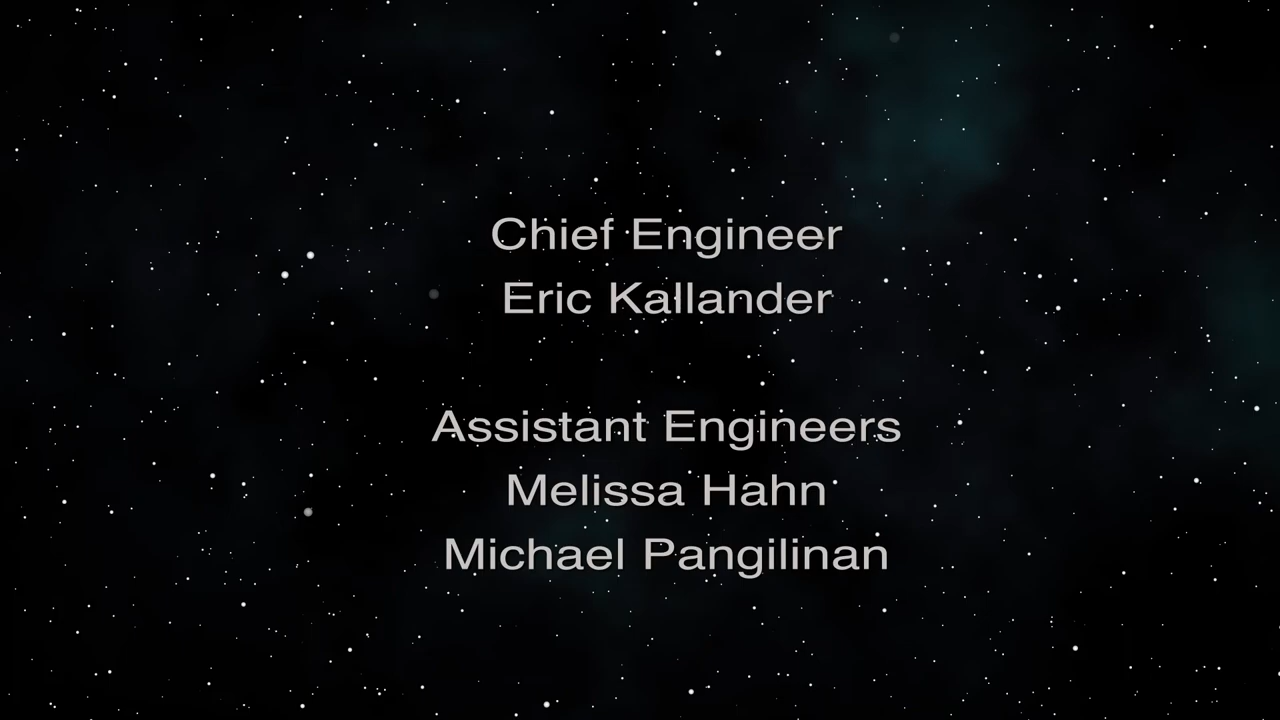 Chief Engineer
Eric Kallander
Assistant Engineers
Melissa Hahn
Michael Pangilinan